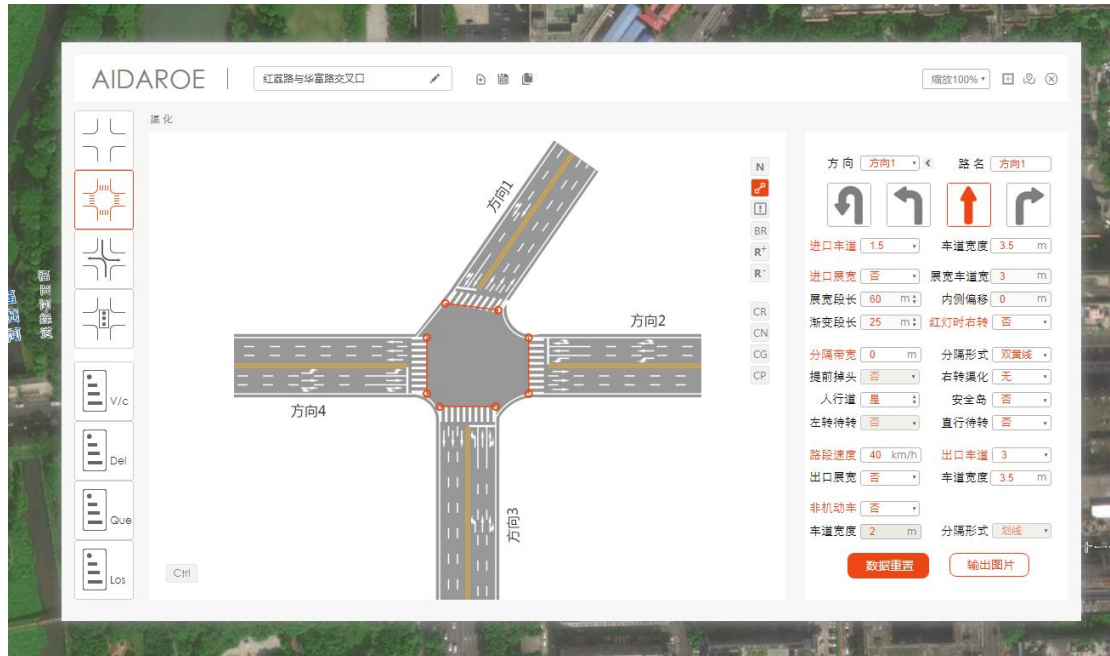 AIDAROE
红荔路与华富路交叉口
缩放100%
渠化
V/c
Del
Que
Los
方向1
方向2
方向3
方向4
Ctrl
N
BR
R+
R-
CR
CN
CG
CP
方向 方向1 路名 方向1
进口车道 1.5 车道宽度 3.5 m
进口展宽 否 展宽车道宽 3 m
展宽段长 60 m 内侧偏移 0 m
渐变段长 25 m 红灯时右转 否
分隔带宽 0 m 分隔形式 双黄线
提前掉头 否 右转渠化 无
人行道 是 安全岛 否
左转待转 否 直行待转 否
路段速度 40 km/h 出口车道 3
出口展宽 否 车道宽度 3.5 m
非机动车 否
车道宽度 2 m 分隔形式 划线
数据重置 输出图片